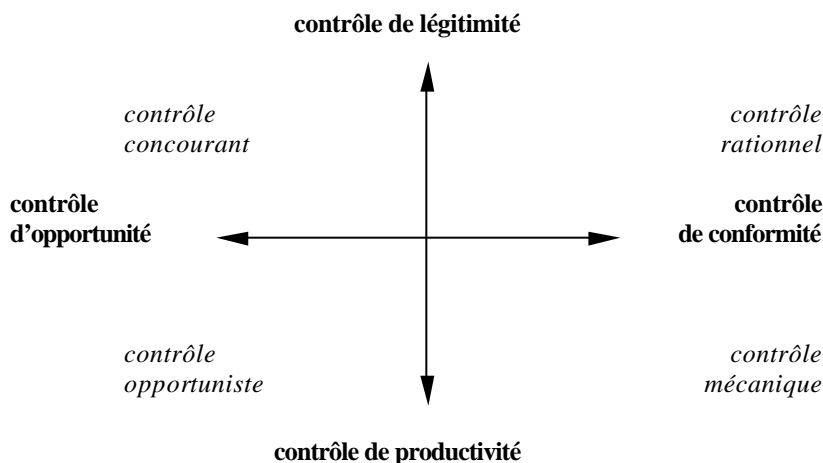 contrôle de légitimité
contrôle
concourant
contrôle
rationnel
contrôle
d’opportunité
contrôle
de conformité
contrôle
opportuniste
contrôle
mécanique
contrôle de productivité